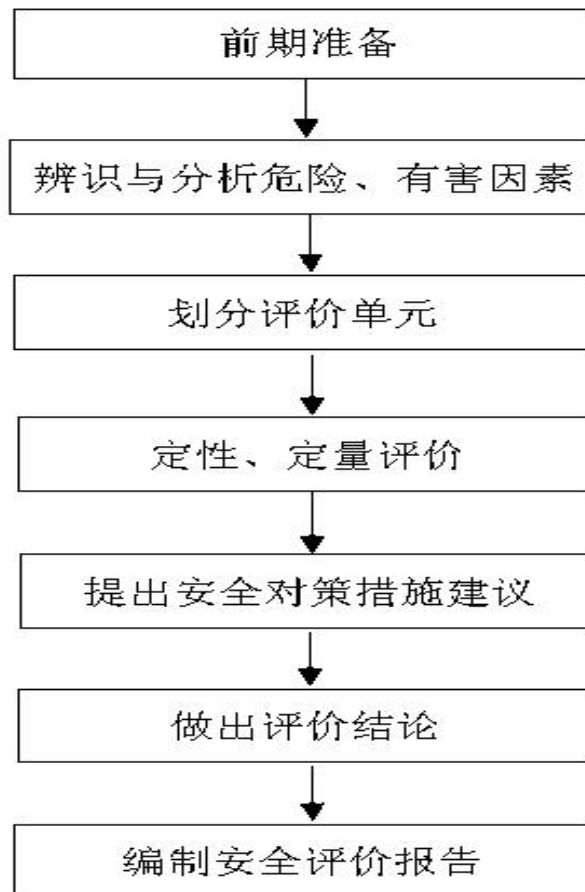 前期准备
辨识与分析危险、有害因素
划分评价单元
定性、定量评价
提出安全对策措施建议
做出评价结论
编制安全评价报告